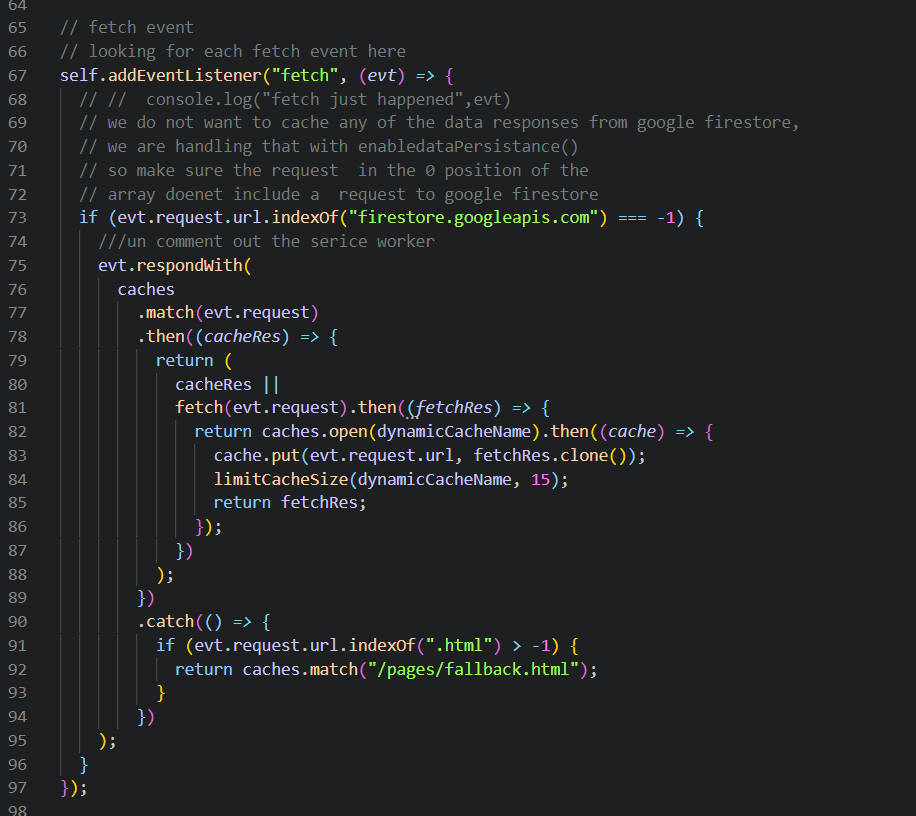 64
65 // fetch event
66 // looking for each fetch event here
67 self.addEventListener("fetch", (evt) => {
68 // // console.log("fetch just happened",evt)
69 // we do not want to cache any of the data responses from google firestore,
70 // we are handling that with enabledataPersistance()
71 // so make sure the request  in the 0 position of the
72 // array doenet include a  request to google firestore
73 if (evt.request.url.indexOf("firestore.googleapis.com") === -1) {
74 ///un comment out the serice worker
75 evt.respondWith(
76 caches
77 .match(evt.request)
78 .then((cacheRes) => {
79 return (
80 cacheRes ||
81 fetch(evt.request).then((fetchRes) => {
82 return caches.open(dynamicCacheName).then((cache) => {
83 cache.put(evt.request.url, fetchRes.clone());
84 limitCacheSize(dynamicCacheName, 15);
85 return fetchRes;
86 });
87 })
88 );
89 })
90 .catch(() => {
91 if (evt.request.url.indexOf(".html") > -1) {
92 return caches.match("/pages/fallback.html");
93 }
94 })
95 );
96 }
97 });
98